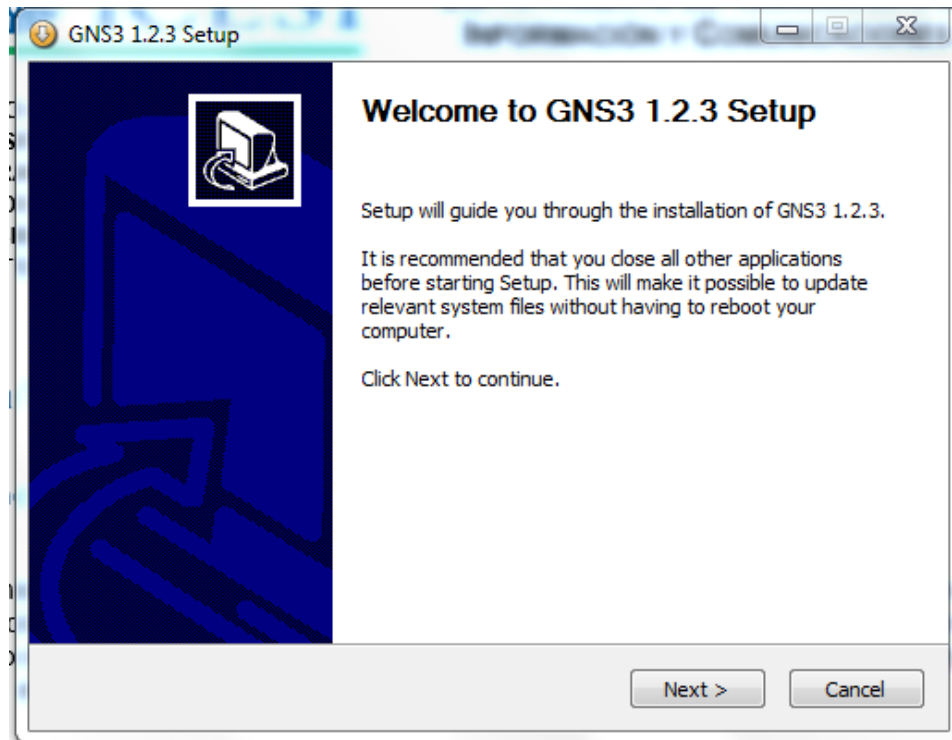 GNS3 1.2.3 Setup
Welcome to GNS3 1.2.3 Setup
Setup will guide you through the installation of GNS3 1.2.3.
It is recommended that you close all other applications
before starting Setup. This will make it possible to update
relevant system files without having to reboot your
computer.
Click Next to continue.
Next >
Cancel